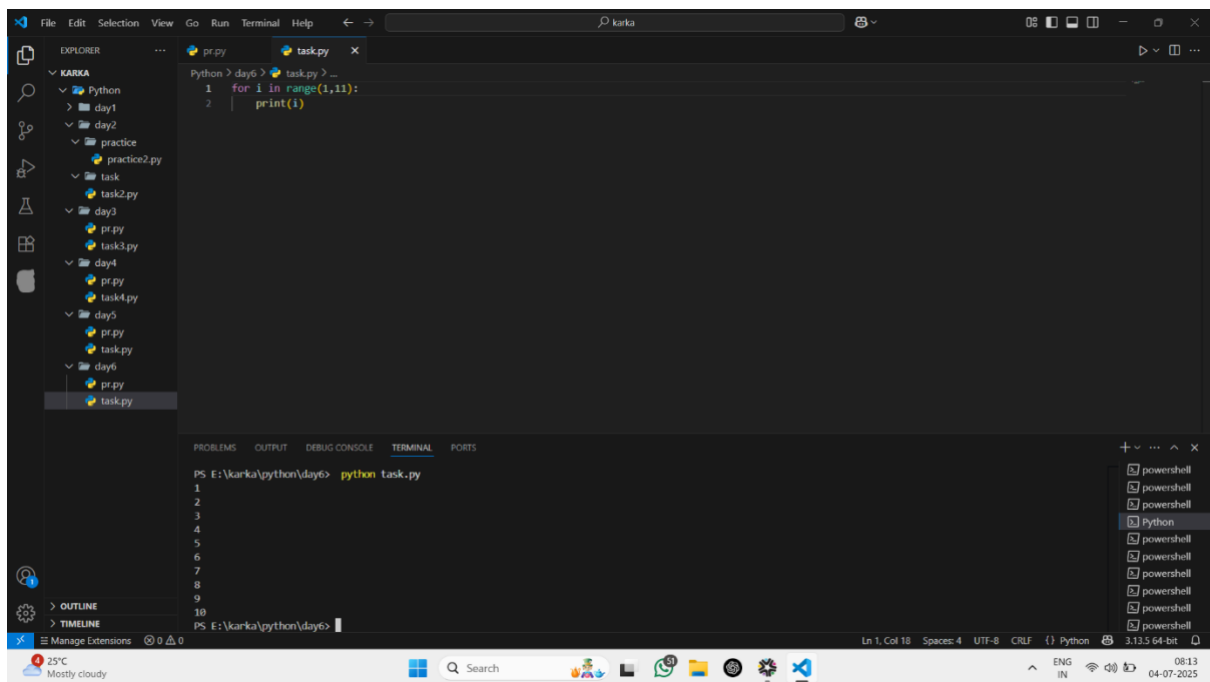 File Edit Selection View Go Run Terminal Help
karka
EXPLORER
KARKA
Python
day1
day2
practice
practice2.py
task
task2.py
day3
pr.py
task3.py
day4
pr.py
task4.py
day5
pr.py
task.py
day6
pr.py
task.py
OUTLINE
TIMELINE
pr.py task.py
Python > day6 > task.py > ...
1 for i in range(1,11):
2 print(i)
PROBLEMS OUTPUT DEBUG CONSOLE TERMINAL PORTS
PS E:\karka\python\day6> python task.py
1
2
3
4
5
6
7
8
9
10
PS E:\karka\python\day6>
powershell
powershell
powershell
Python
powershell
powershell
powershell
powershell
powershell
powershell
1
Manage Extensions 0 0 Ln 1, Col 18 Spaces: 4 UTF-8 CRLF {} Python 3.13.5 64-bit
4
25°C
Mostly cloudy
Search
51
ENG
IN
08:13
04-07-2025